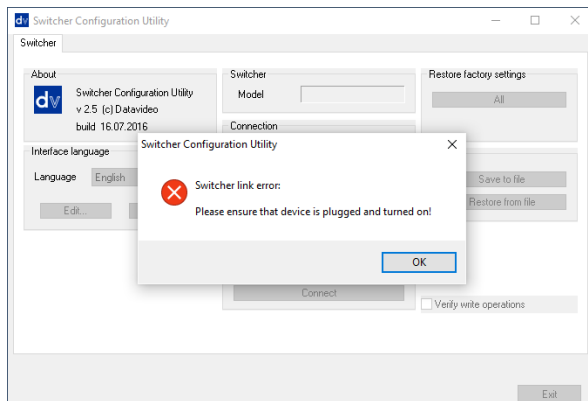 dv Switcher Configuration Utility
Switcher
About
dv
Switcher Configuration Utility
v 2.5 (c) Datavideo
build 16.07.2016
Switcher
Model
Restore factory settings
All
Connection
Interface language
Language English
Edit...
Save to file
Restore from file
Switcher Configuration Utility
Switcher link error:
Please ensure that device is plugged and turned on!
OK
Connect
Verify write operations
Exit